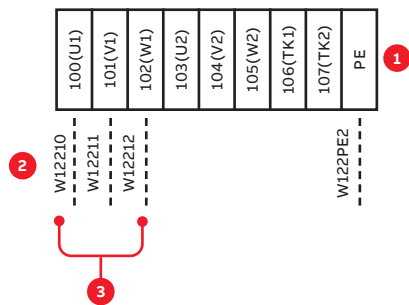 100(U1)
101(V1)
102(W1)
103(U2)
104(V2)
105(W2)
106(TK1)
107(TK2)
PE
1
2
W12210
W12211
W12212
W122PE2
3